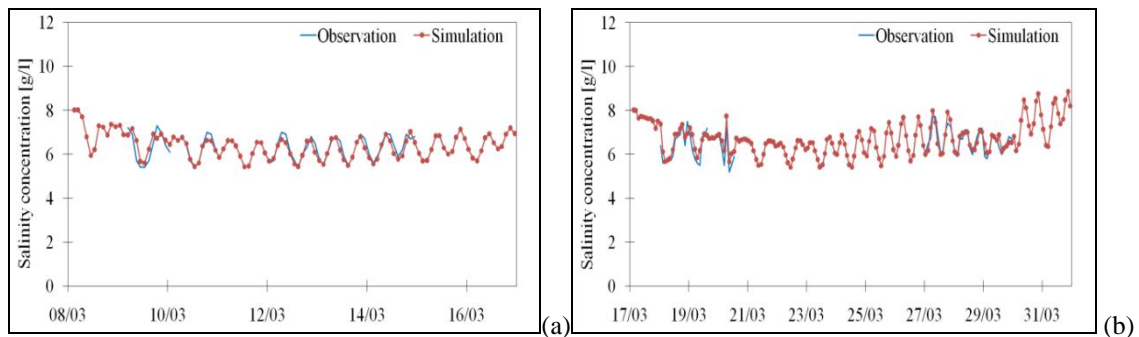 12
10
8
6
4
2
0
Salinity concentration [g/l]
Observation Simulation
08/03 10/03 12/03 14/03 16/03
(a)
12
10
8
6
4
2
0
Salinity concentration [g/l]
Observation Simulation
17/03 19/03 21/03 23/03 25/03 27/03 29/03 31/03
(b)